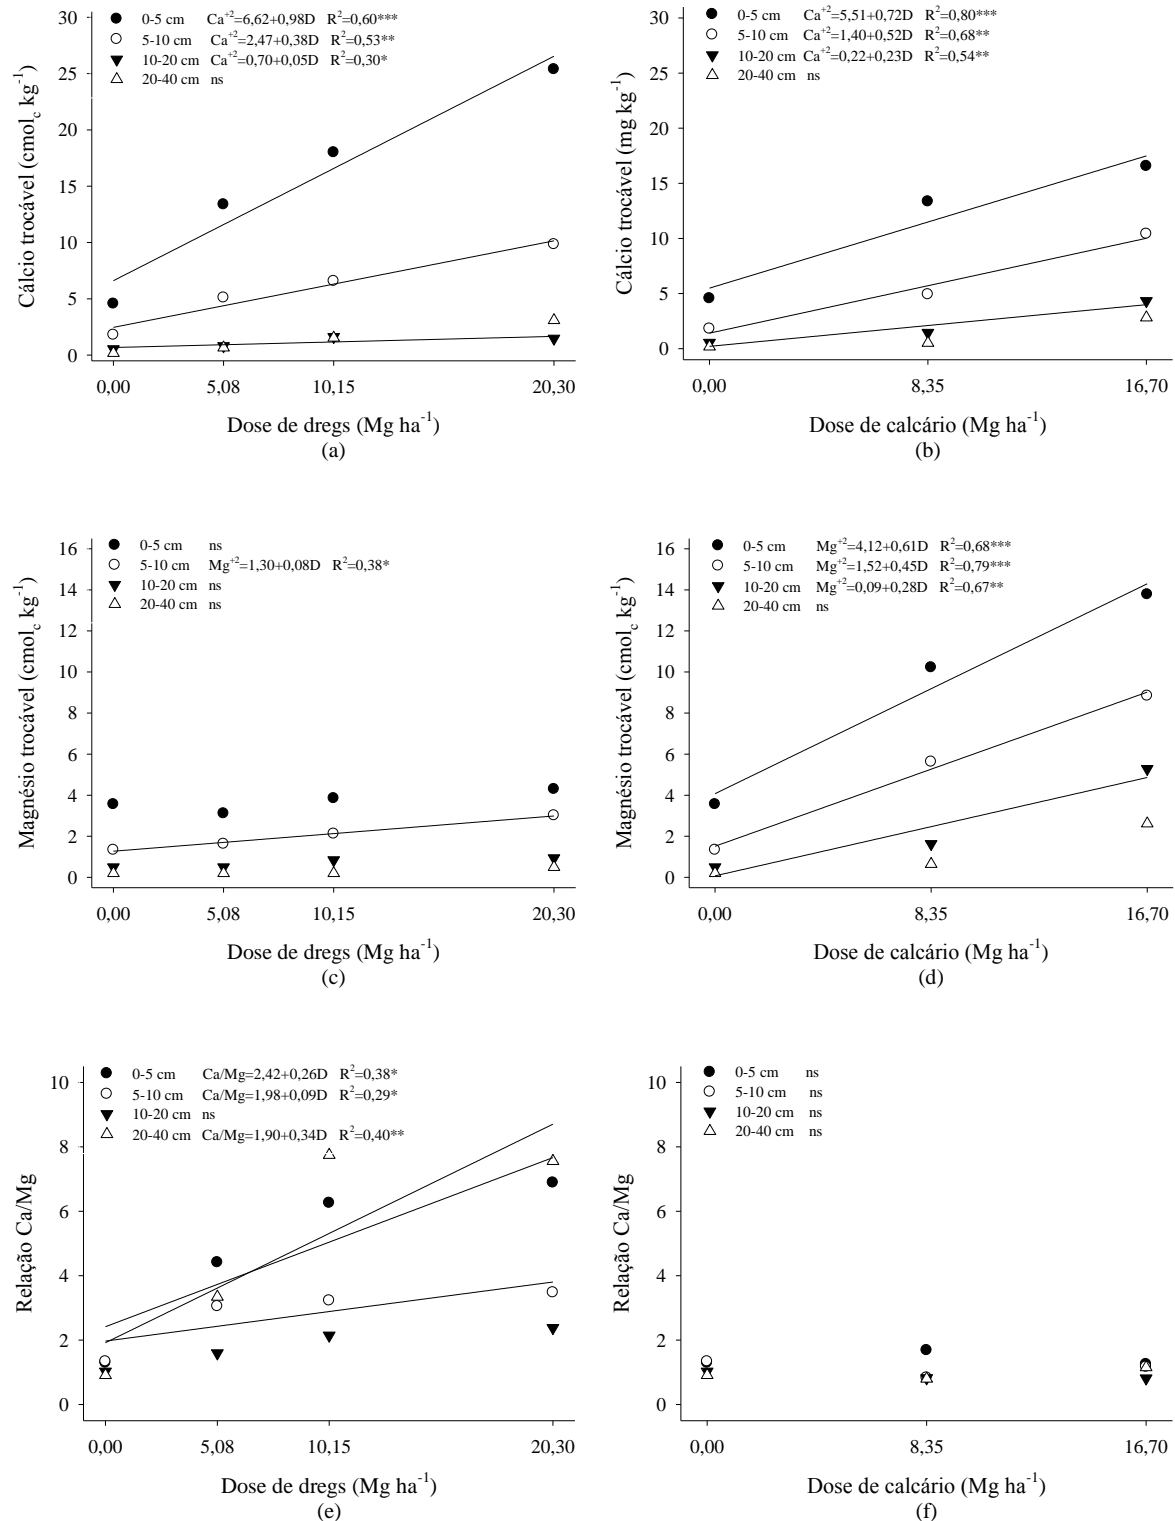 0-5 cm Ca+2=6,62+0,98D R2=0,60***
5-10 cm Ca+2=2,47+0,38D R2=0,53**
10-20 cm Ca+2=0,70+0,05D R2=0,30*
20-40 cm ns
Cálcio trocável (cmolc kg-1)
30
25
20
15
10
5
0
0,00 5,08 10,15 20,30
Dose de dregs (Mg ha-1)
(a)
0-5 cm Ca+2=5,51+0,72D R2=0,80***
5-10 cm Ca+2=1,40+0,52D R2=0,68**
10-20 cm Ca+2=0,22+0,23D R2=0,54**
20-40 cm ns
Cálcio trocável (mg kg-1)
30
25
20
15
10
5
0
0,00 8,35 16,70
Dose de calcário (Mg ha-1)
(b)
0-5 cm ns
5-10 cm Mg+2=1,30+0,08D R2=0,38*
10-20 cm ns
20-40 cm ns
Magnésio trocável (cmolc kg-1)
16
14
12
10
8
6
4
2
0
0,00 5,08 10,15 20,30
Dose de dregs (Mg ha-1)
(c)
0-5 cm Mg+2=4,12+0,61D R2=0,68***
5-10 cm Mg+2=1,52+0,45D R2=0,79***
10-20 cm Mg+2=0,09+0,28D R2=0,67**
20-40 cm ns
Magnésio trocável (cmolc kg-1)
16
14
12
10
8
6
4
2
0
0,00 8,35 16,70
Dose de calcário (Mg ha-1)
(d)
0-5 cm Ca/Mg=2,42+0,26D R2=0,38*
5-10 cm Ca/Mg=1,98+0,09D R2=0,29*
10-20 cm ns
20-40 cm Ca/Mg=1,90+0,34D R2=0,40**
Relação Ca/Mg
10
8
6
4
2
0
0,00 5,08 10,15 20,30
Dose de dregs (Mg ha-1)
(e)
0-5 cm ns
5-10 cm ns
10-20 cm ns
20-40 cm ns
Relação Ca/Mg
10
8
6
4
2
0
0,00 8,35 16,70
Dose de calcário (Mg ha-1)
(f)